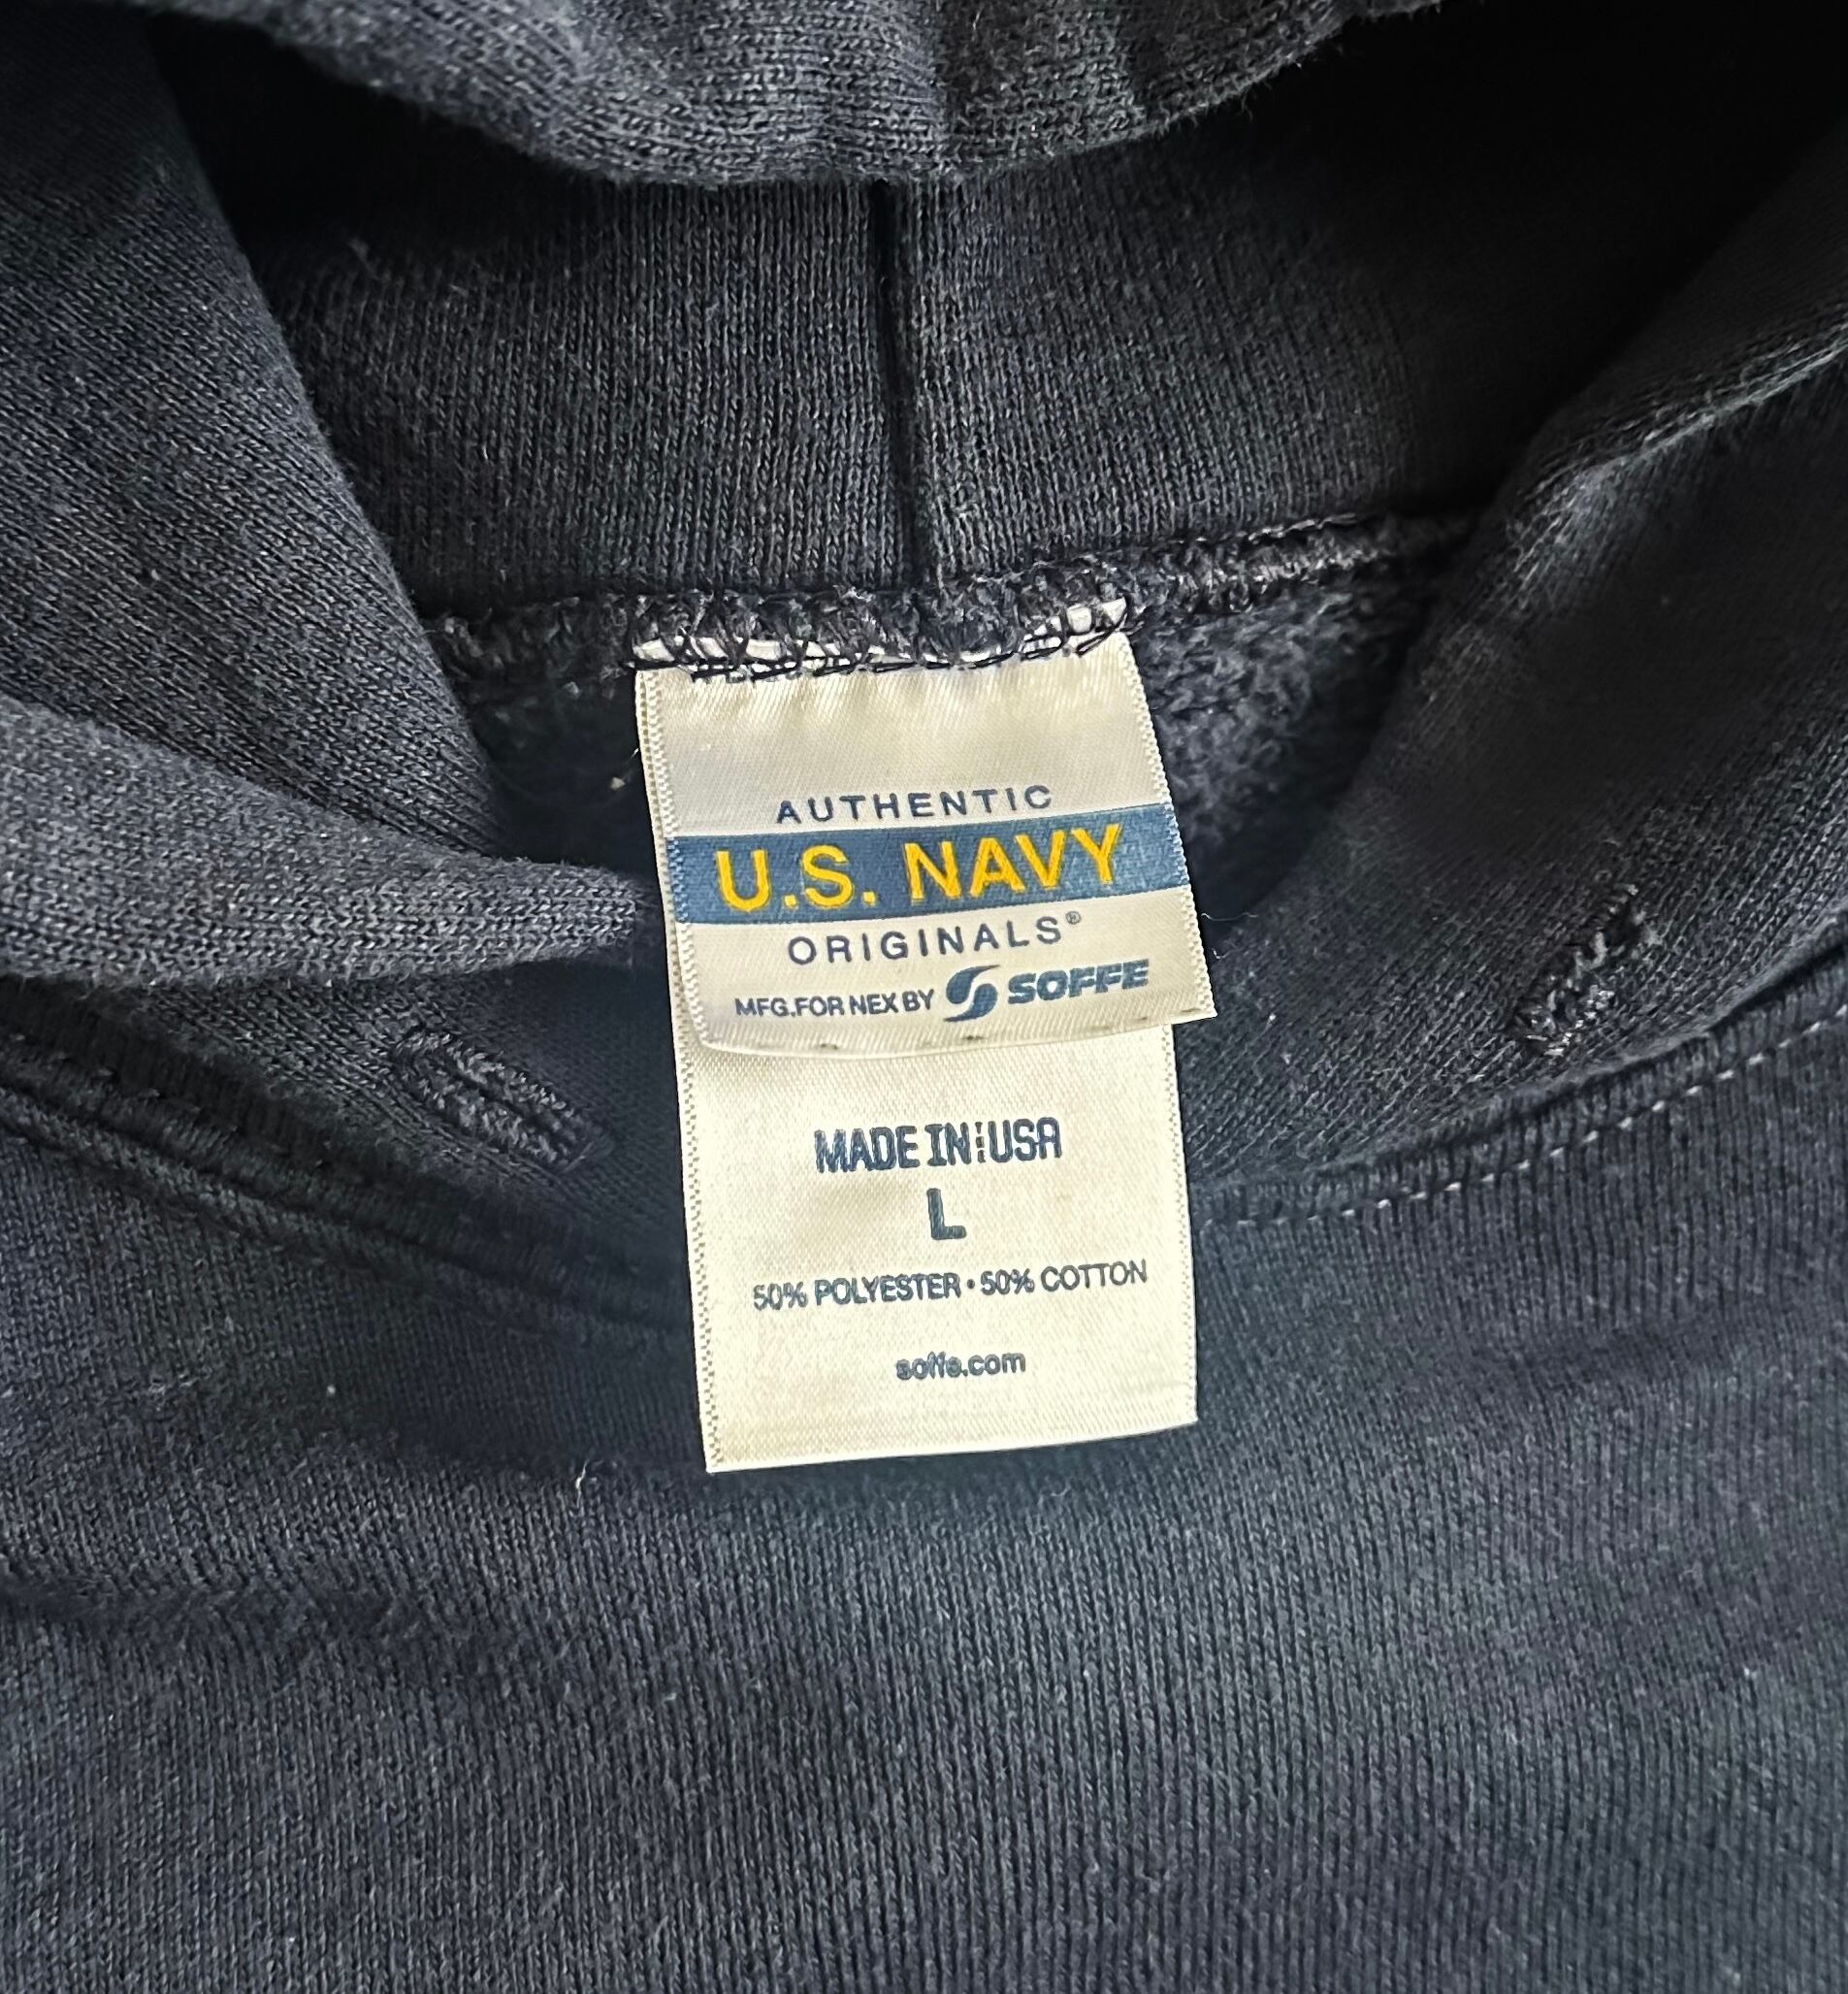 AUTHENTIC
U.S. NAVY
ORIGINALS®
MFG.FOR NEX BY SOFFE
MADE IN USA
L
50% POLYESTER • 50% COTTON
soffe.com